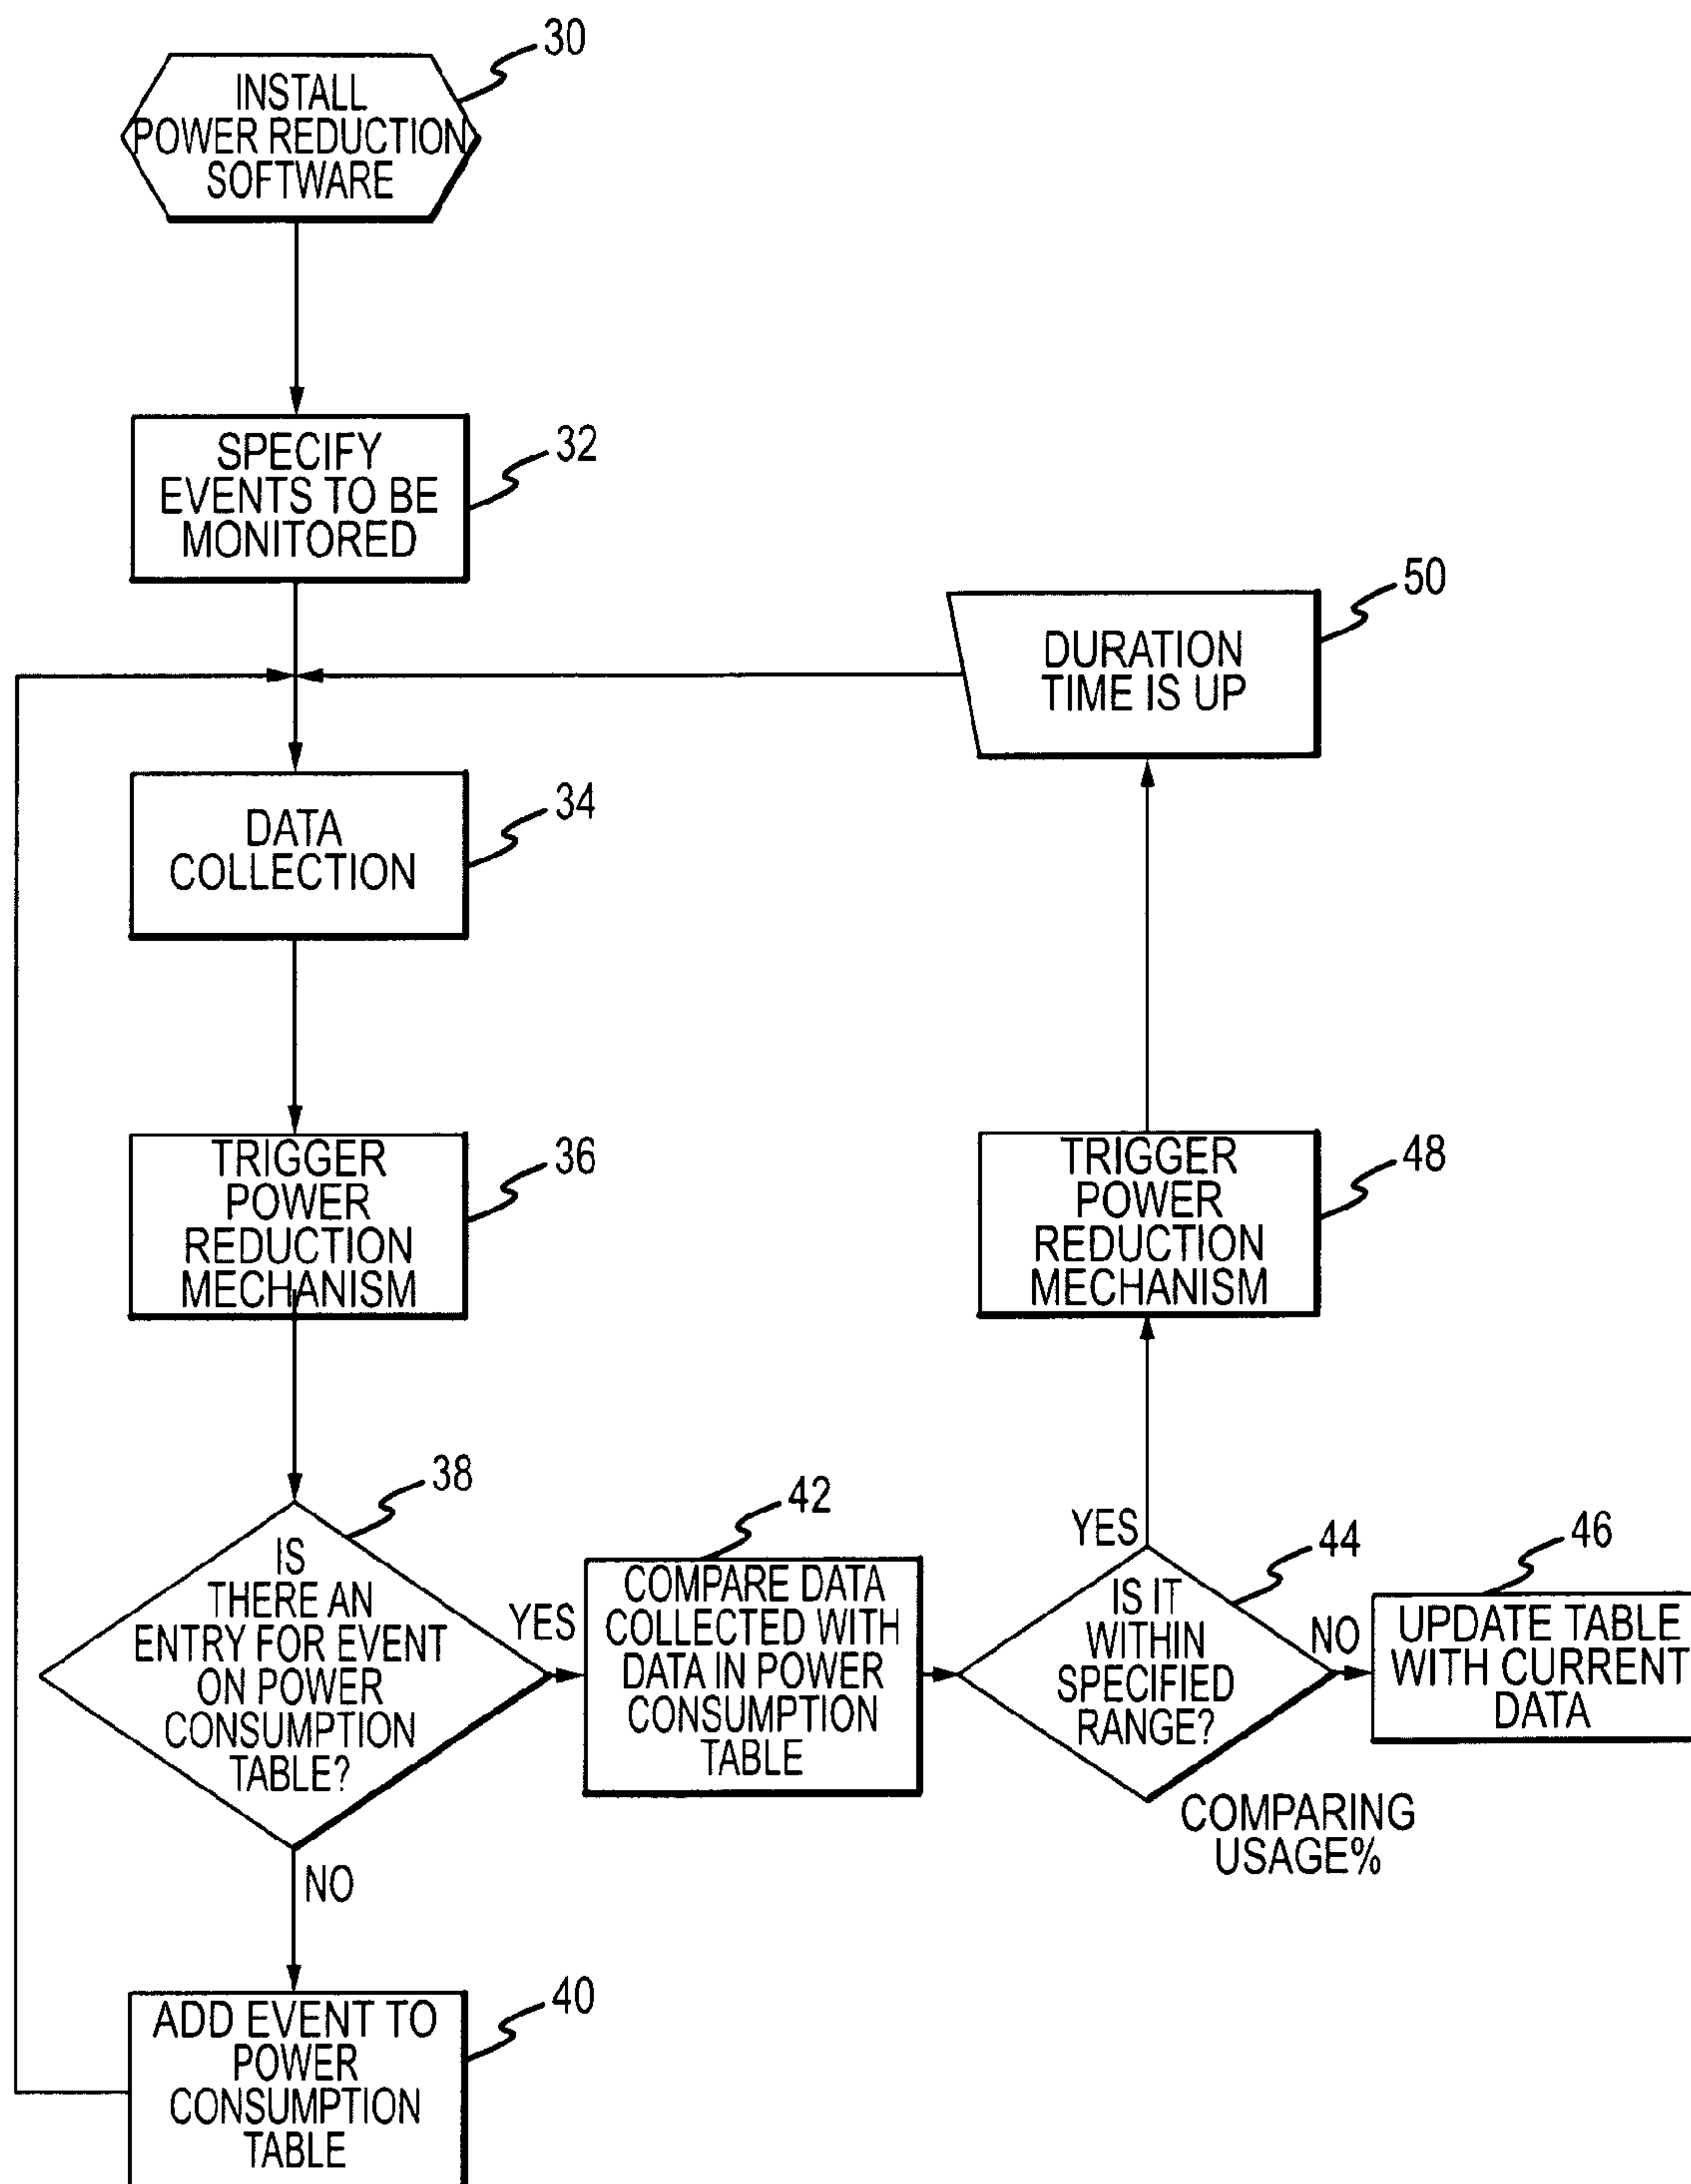 30
INSTALL
POWER REDUCTION
SOFTWARE
32
SPECIFY
EVENTS TO BE
MONITORED
50
DURATION
TIME IS UP
34
DATA
COLLECTION
36
TRIGGER
POWER
REDUCTION
MECHANISM
48
TRIGGER
POWER
REDUCTION
MECHANISM
38
IS
THERE AN
ENTRY FOR EVENT
ON POWER
CONSUMPTION
TABLE?
YES
42
COMPARE DATA
COLLECTED WITH
DATA IN POWER
CONSUMPTION
TABLE
YES
44
IS IT
WITHIN
SPECIFIED
RANGE?
NO
46
UPDATE TABLE
WITH CURRENT
DATA
COMPARING
USAGE%
NO
40
ADD EVENT TO
POWER
CONSUMPTION
TABLE